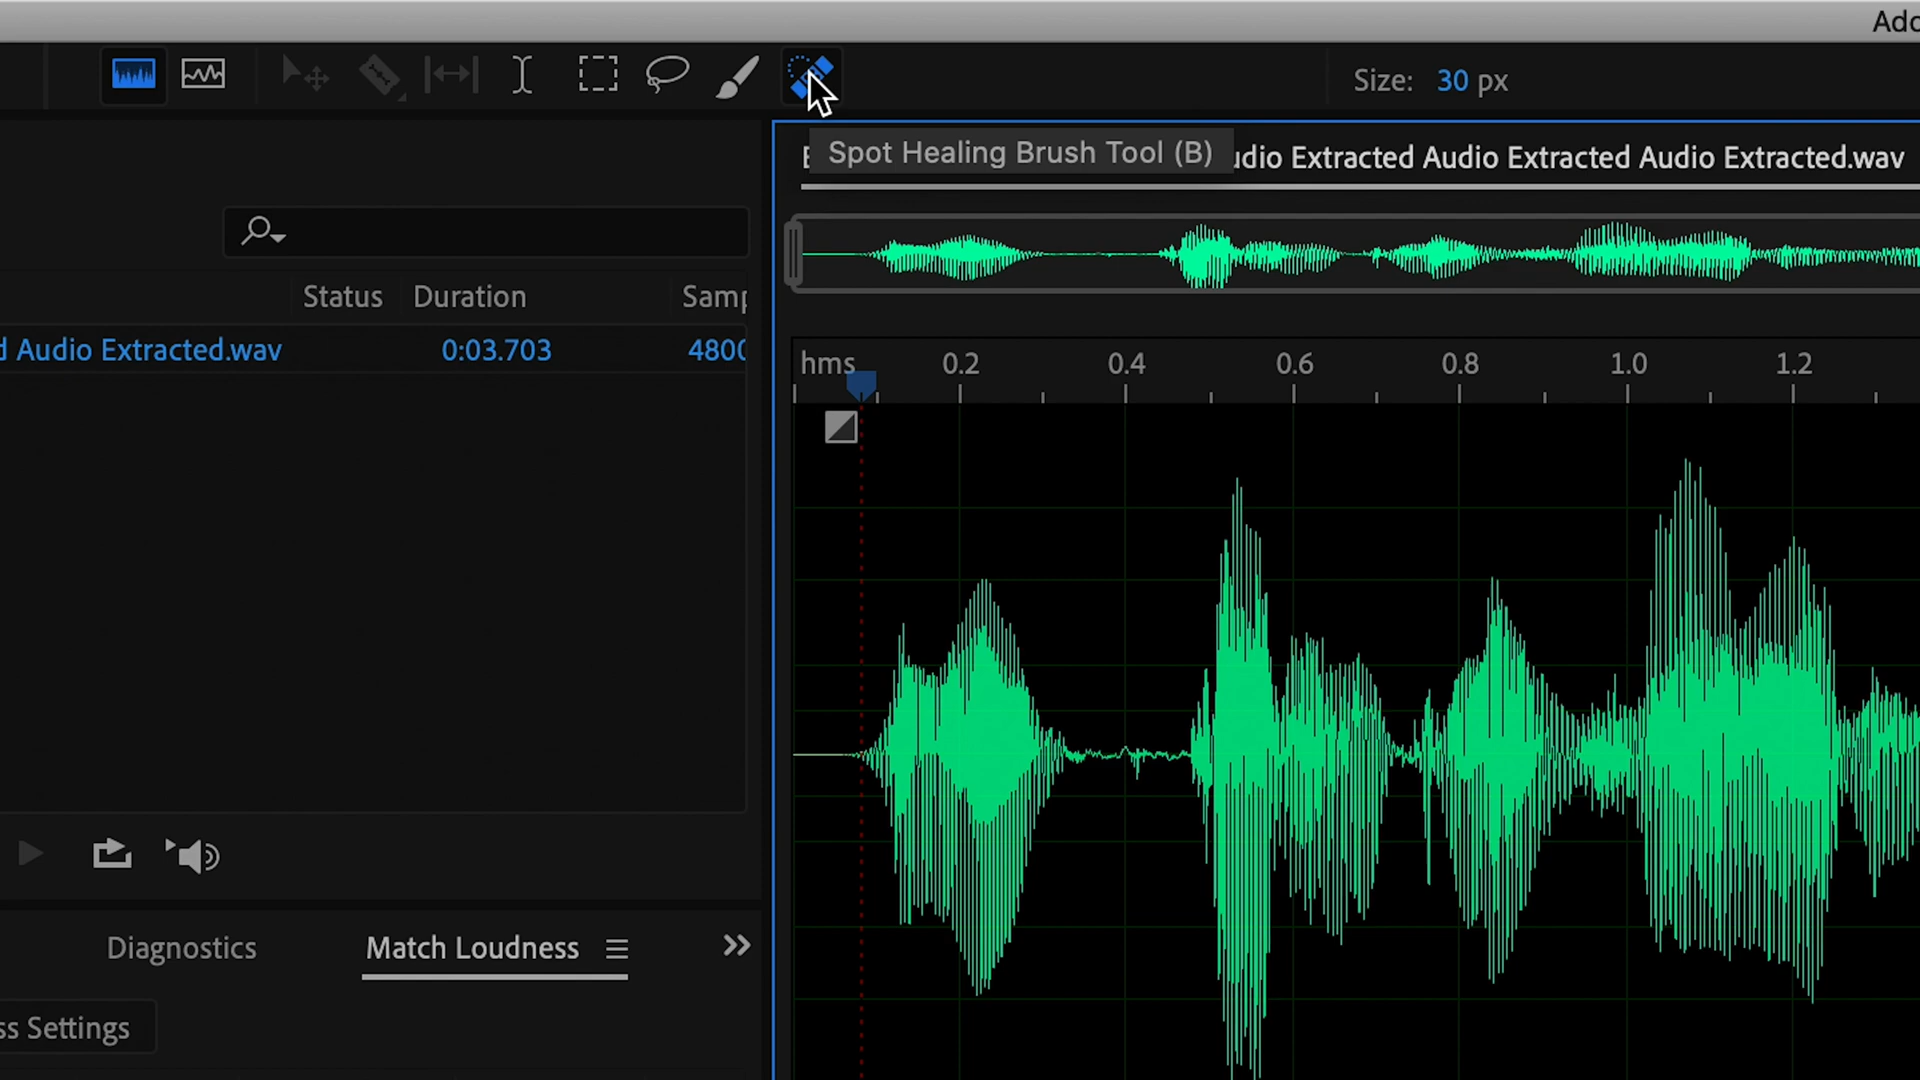 Ado
Size: 30 px
Spot Healing Brush Tool (B)
udio Extracted Audio Extracted Audio Extracted.wav
Status Duration Samp
d Audio Extracted.wav 0:03.703 4800
hms 0.2 0.4 0.6 0.8 1.0 1.2
Diagnostics Match Loudness
ss Settings